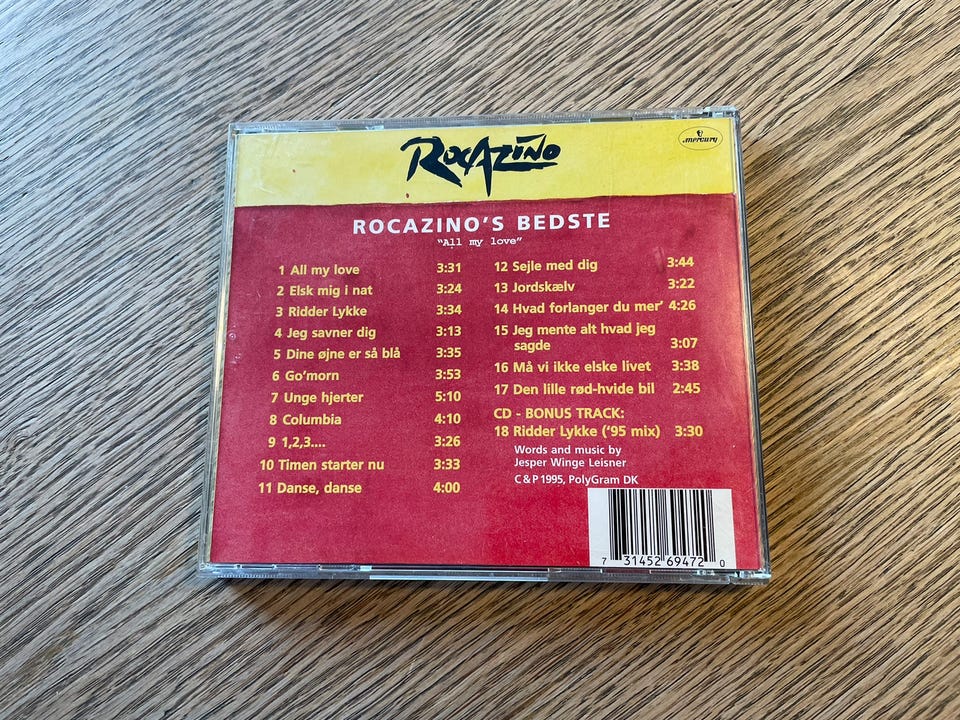 ROCAZINO
mercury
ROCAZINO'S BEDSTE
"All my love"
1 All my love 3:31
2 Elsk mig i nat 3:24
3 Ridder Lykke 3:34
4 Jeg savner dig 3:13
5 Dine øjne er så blå 3:35
6 Go'morn 3:53
7 Unge hjerter 5:10
8 Columbia 4:10
9 1,2,3.... 3:26
10 Timen starter nu 3:33
11 Danse, danse 4:00
12 Sejle med dig 3:44
13 Jordskælv 3:22
14 Hvad forlanger du mer' 4:26
15 Jeg mente alt hvad jeg
sagde 3:07
16 Må vi ikke elske livet 3:38
17 Den lille rød-hvide bil 2:45
CD - BONUS TRACK:
18 Ridder Lykke ('95 mix) 3:30
Words and music by
Jesper Winge Leisner
C & P 1995, PolyGram DK
7 31452 69472 0